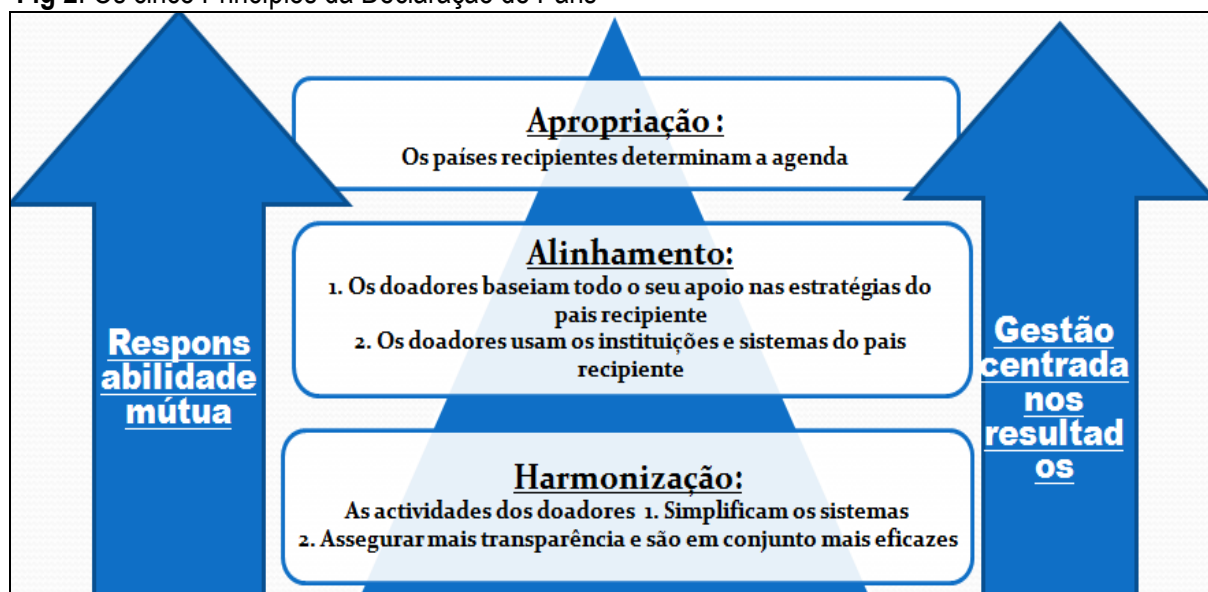 Fig 2. Os cinco Princípios da Declaração de Paris
Apropriação :
Os países recipientes determinam a agenda
Alinhamento:
1. Os doadores baseiam todo o seu apoio nas estratégias do
pais recipiente
2. Os doadores usam os instituições e sistemas do pais
recipiente
Harmonização:
As actividades dos doadores 1. Simplificam os sistemas
2. Assegurar mais transparência e são em conjunto mais eficazes
Respons
abilidade
mútua
Gestão
centrada
nos
resultad
os